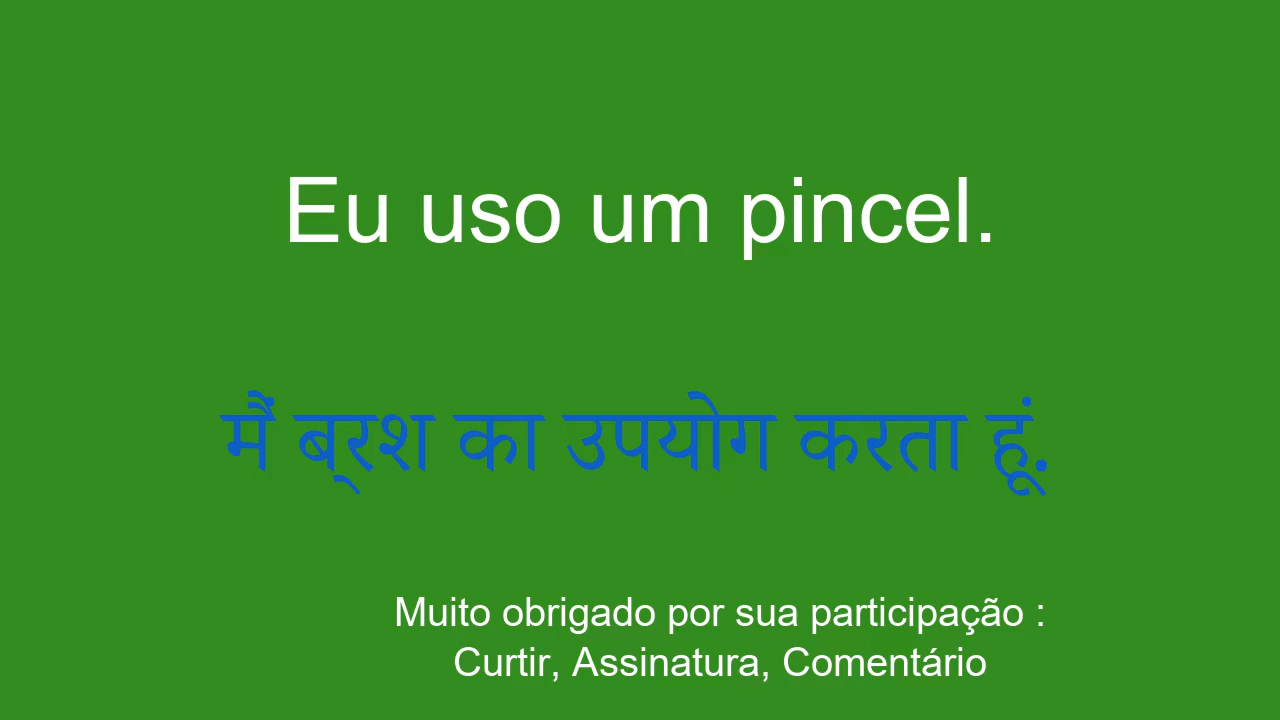 Eu uso um pincel.
मैं ब्रश का उपयोग करता हूं.
Muito obrigado por sua participação :
Curtir, Assinatura, Comentário